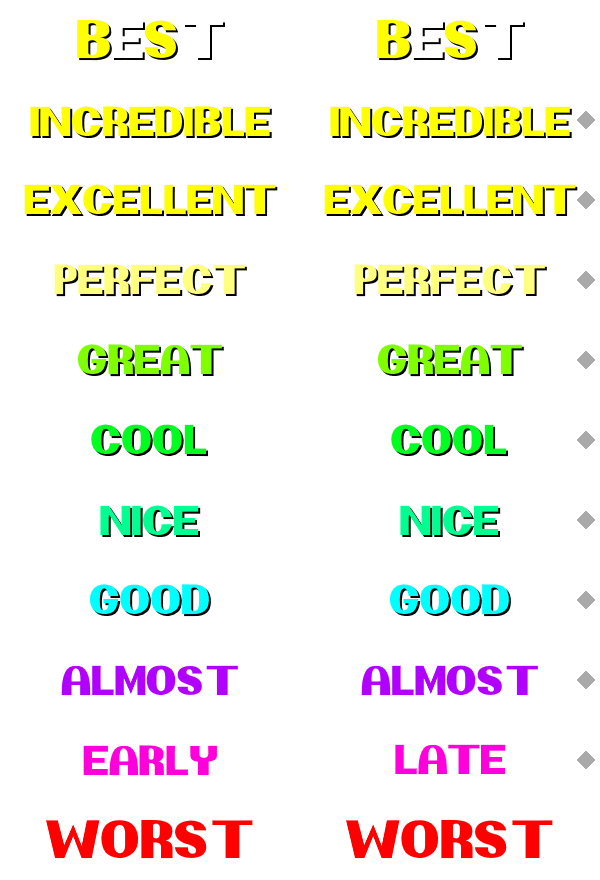 BEST BEST
INCREDIBLE INCREDIBLE
EXCELLENT EXCELLENT
PERFECT PERFECT
GREAT GREAT
COOL COOL
NICE NICE
GOOD GOOD
ALMOST ALMOST
EARLY LATE
WORST WORST